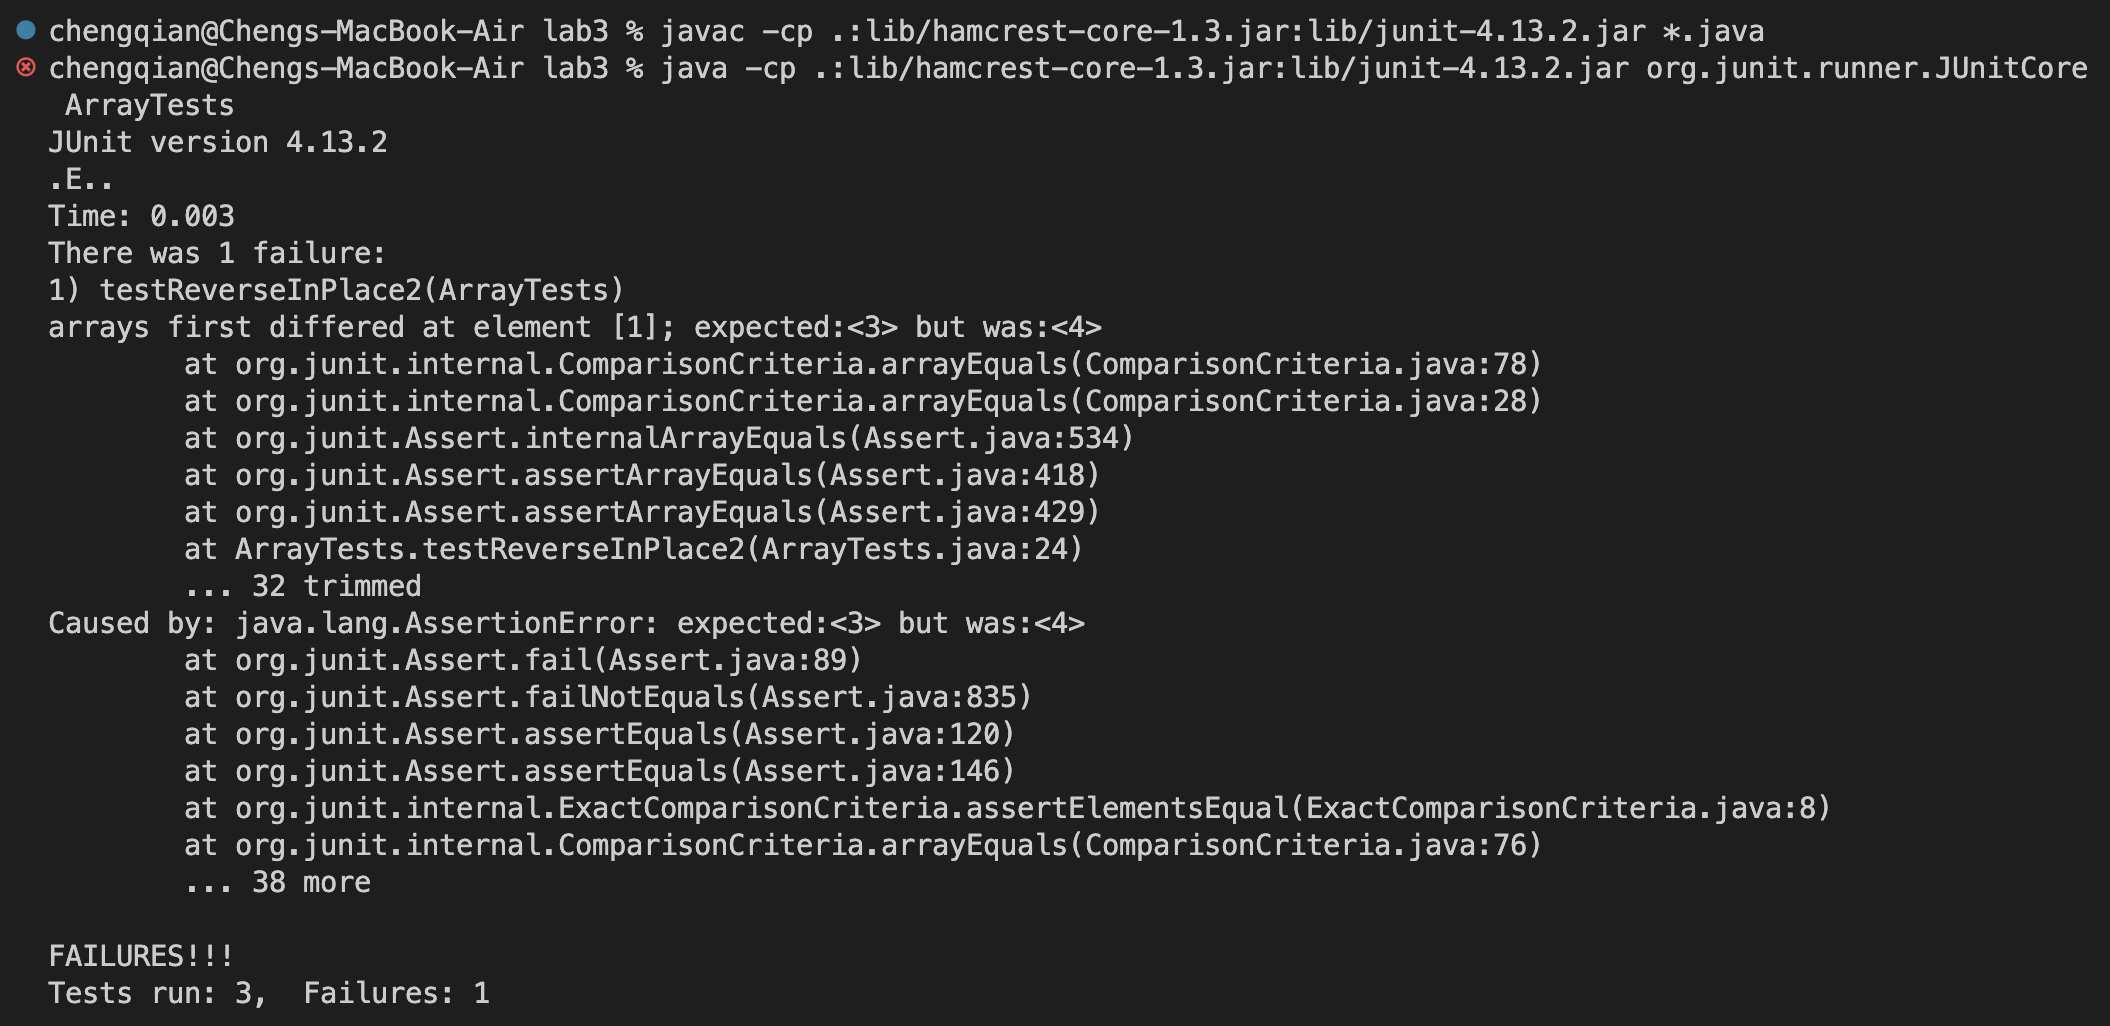 chengqian@Chengs-MacBook-Air lab3 % javac -cp .:lib/hamcrest-core-1.3.jar:lib/junit-4.13.2.jar *.java
chengqian@Chengs-MacBook-Air lab3 % java -cp .:lib/hamcrest-core-1.3.jar:lib/junit-4.13.2.jar org.junit.runner.JUnitCore
 ArrayTests
JUnit version 4.13.2
.E..
Time: 0.003
There was 1 failure:
1) testReverseInPlace2(ArrayTests)
arrays first differed at element [1]; expected:<3> but was:<4>
        at org.junit.internal.ComparisonCriteria.arrayEquals(ComparisonCriteria.java:78)
        at org.junit.internal.ComparisonCriteria.arrayEquals(ComparisonCriteria.java:28)
        at org.junit.Assert.internalArrayEquals(Assert.java:534)
        at org.junit.Assert.assertArrayEquals(Assert.java:418)
        at org.junit.Assert.assertArrayEquals(Assert.java:429)
        at ArrayTests.testReverseInPlace2(ArrayTests.java:24)
        ... 32 trimmed
Caused by: java.lang.AssertionError: expected:<3> but was:<4>
        at org.junit.Assert.fail(Assert.java:89)
        at org.junit.Assert.failNotEquals(Assert.java:835)
        at org.junit.Assert.assertEquals(Assert.java:120)
        at org.junit.Assert.assertEquals(Assert.java:146)
        at org.junit.internal.ExactComparisonCriteria.assertElementsEqual(ExactComparisonCriteria.java:8)
        at org.junit.internal.ComparisonCriteria.arrayEquals(ComparisonCriteria.java:76)
        ... 38 more

FAILURES!!!
Tests run: 3,  Failures: 1